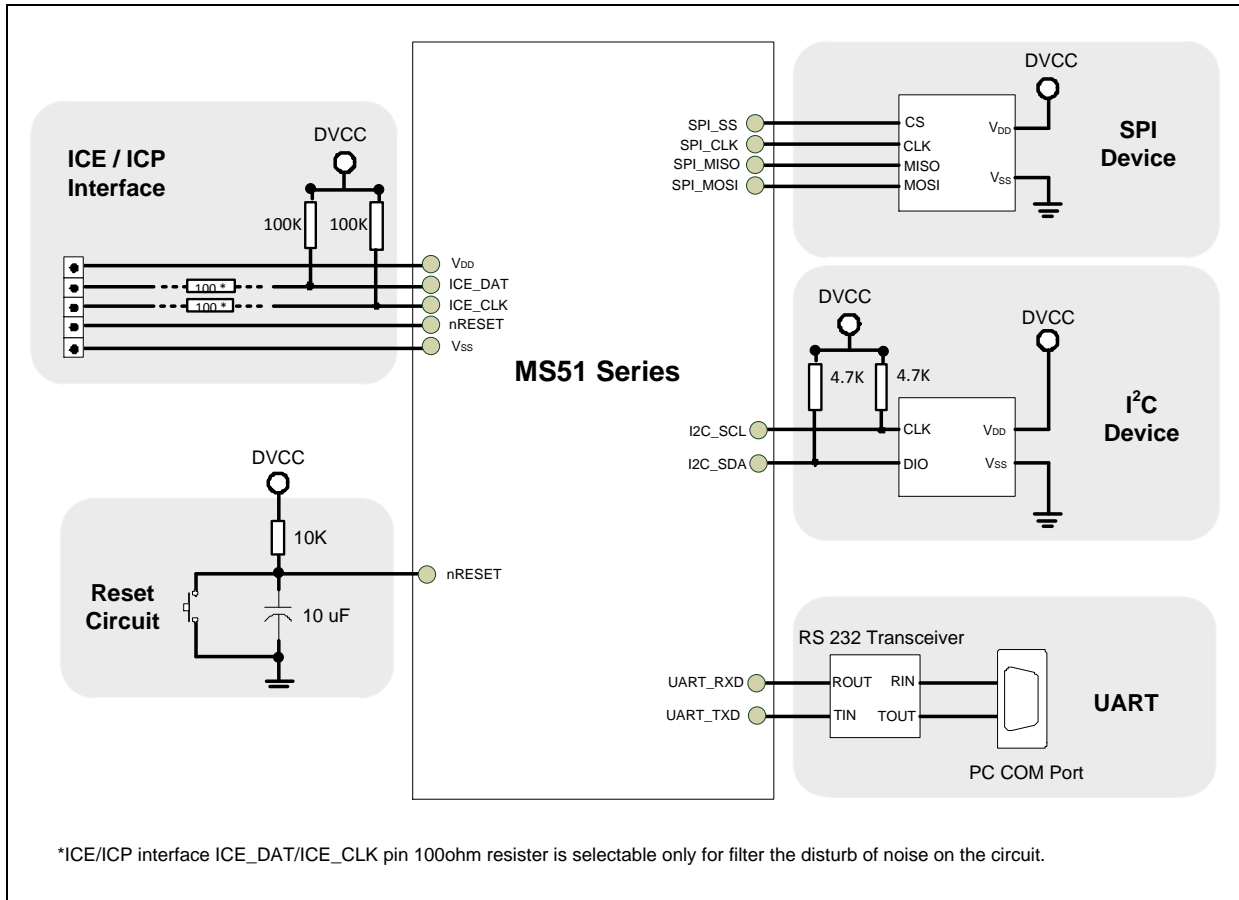 DVCC
ICE / ICP
Interface
100K
100K
100 *
100 *
VDD
ICE_DAT
ICE_CLK
nRESET
VSS
DVCC
10K
Reset
Circuit
10 uF
nRESET
MS51 Series
DVCC
SPI_SS
SPI_CLK
SPI_MISO
SPI_MOSI
CS
CLK
MISO
MOSI
VDD
VSS
SPI
Device
DVCC
DVCC
4.7K
4.7K
I2C_SCL
I2C_SDA
CLK
DIO
VDD
VSS
I²C
Device
RS 232 Transceiver
UART_RXD
UART_TXD
ROUT
RIN
TIN
TOUT
UART
PC COM Port
*ICE/ICP interface ICE_DAT/ICE_CLK pin 100ohm resister is selectable only for filter the disturb of noise on the circuit.